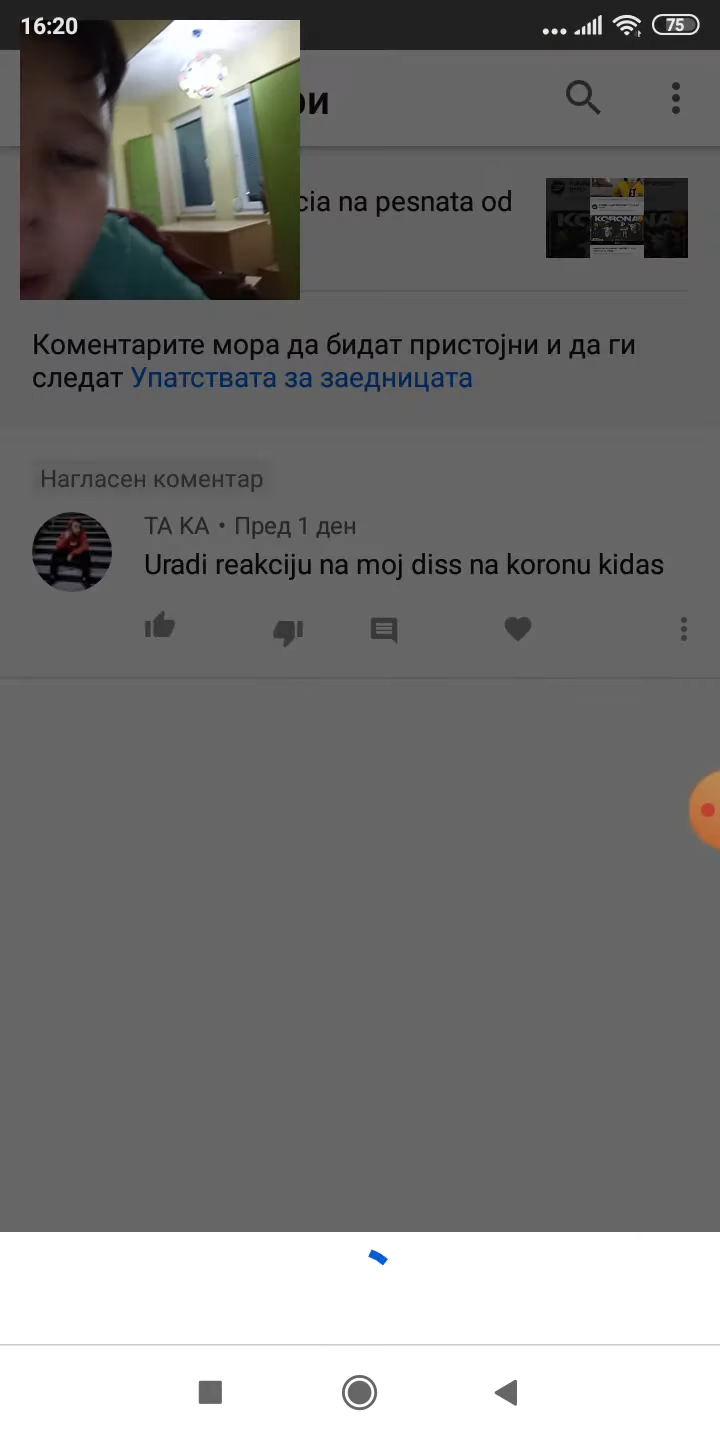 16:20
75
ри
cia na pesnata od
KORONA
Коментарите мора да бидат пристојни и да ги
следат Упатствата за заедницата
Нагласен коментар
TA KA • Пред 1 ден
Uradi reakciju na moj diss na koronu kidas